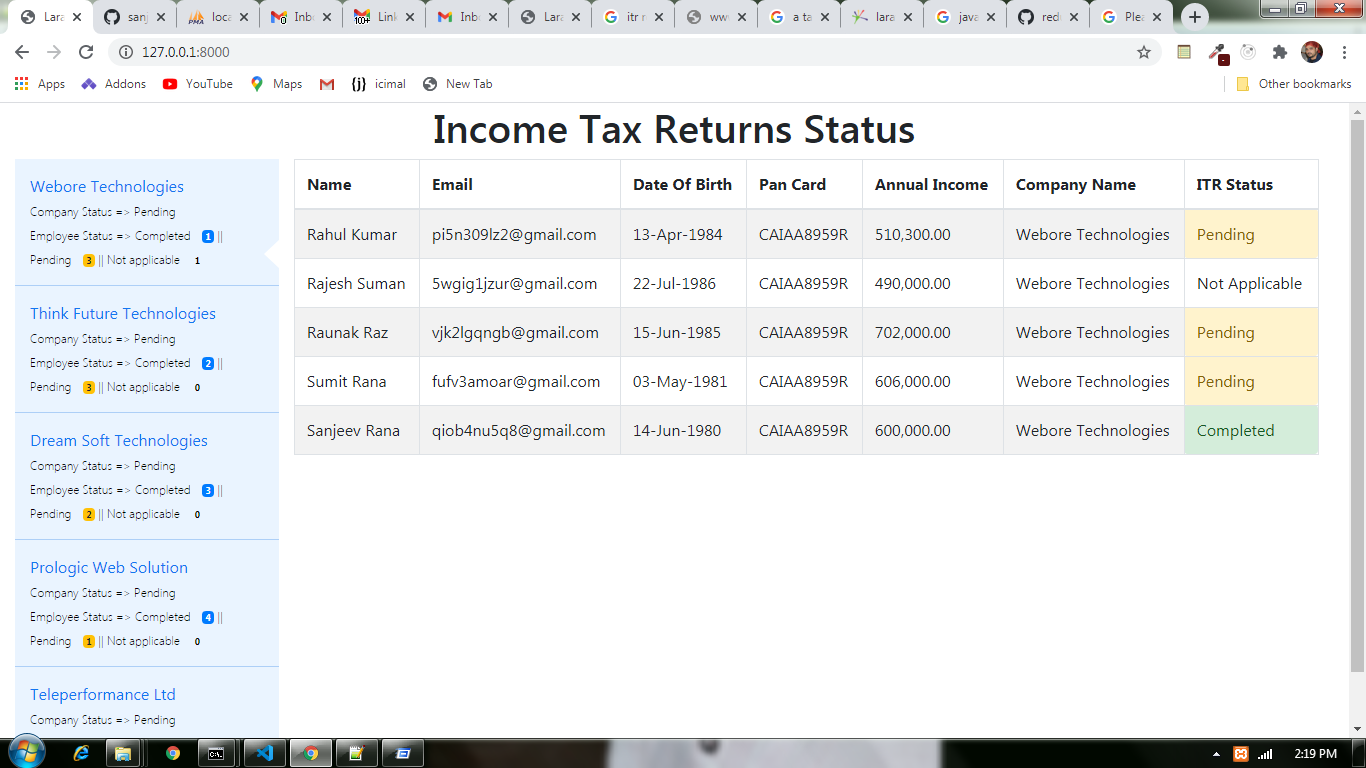 Lara
sanj
loca
Inb
Link
Inb
Lara
itr r
ww
a ta
lara
java
red
Plea
127.0.0.1:8000
Apps Addons YouTube Maps {j} icimal New Tab Other bookmarks
Income Tax Returns Status
Webore Technologies
Company Status => Pending
Employee Status => Completed 1 ||
Pending 3 || Not applicable 1
Think Future Technologies
Company Status => Pending
Employee Status => Completed 2 ||
Pending 3 || Not applicable 0
Dream Soft Technologies
Company Status => Pending
Employee Status => Completed 3 ||
Pending 2 || Not applicable 0
Prologic Web Solution
Company Status => Pending
Employee Status => Completed 4 ||
Pending 1 || Not applicable 0
Teleperformance Ltd
Company Status => Pending
Name Email Date Of Birth Pan Card Annual Income Company Name ITR Status
Rahul Kumar pi5n309lz2@gmail.com 13-Apr-1984 CAIAA8959R 510,300.00 Webore Technologies Pending
Rajesh Suman 5wgig1jzur@gmail.com 22-Jul-1986 CAIAA8959R 490,000.00 Webore Technologies Not Applicable
Raunak Raz vjk2lgqngb@gmail.com 15-Jun-1985 CAIAA8959R 702,000.00 Webore Technologies Pending
Sumit Rana fufv3amoar@gmail.com 03-May-1981 CAIAA8959R 606,000.00 Webore Technologies Pending
Sanjeev Rana qiob4nu5q8@gmail.com 14-Jun-1980 CAIAA8959R 600,000.00 Webore Technologies Completed
2:19 PM